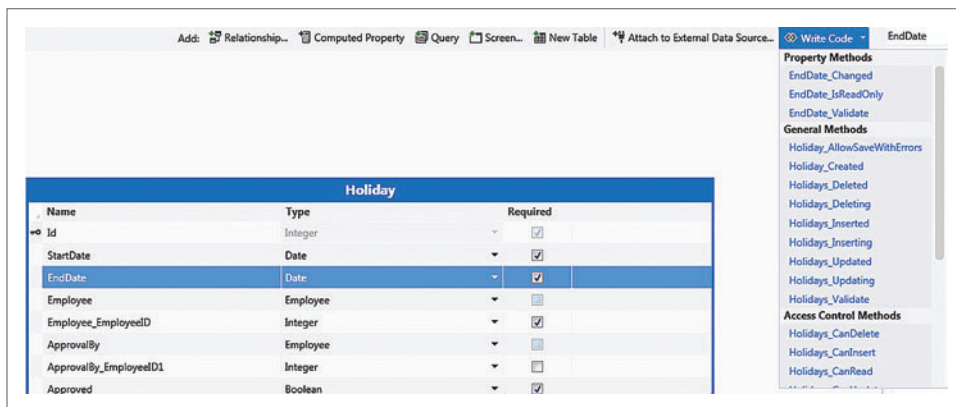 Add: Relationship... Computed Property Query Screen... New Table Attach to External Data Source... Write Code EndDate
Property Methods
EndDate_Changed
EndDate_IsReadOnly
EndDate_Validate
General Methods
Holiday_AllowSaveWithErrors
Holiday_Created
Holidays_Deleted
Holidays_Deleting
Holidays_Inserted
Holidays_Inserting
Holidays_Updated
Holidays_Updating
Holidays_Validate
Access Control Methods
Holidays_CanDelete
Holidays_CanInsert
Holidays_CanRead
Holiday
Name Type Required
Id Integer
StartDate Date
EndDate Date
Employee Employee
Employee_EmployeeID Integer
ApprovalBy Employee
ApprovalBy_EmployeeID1 Integer
Approved Boolean